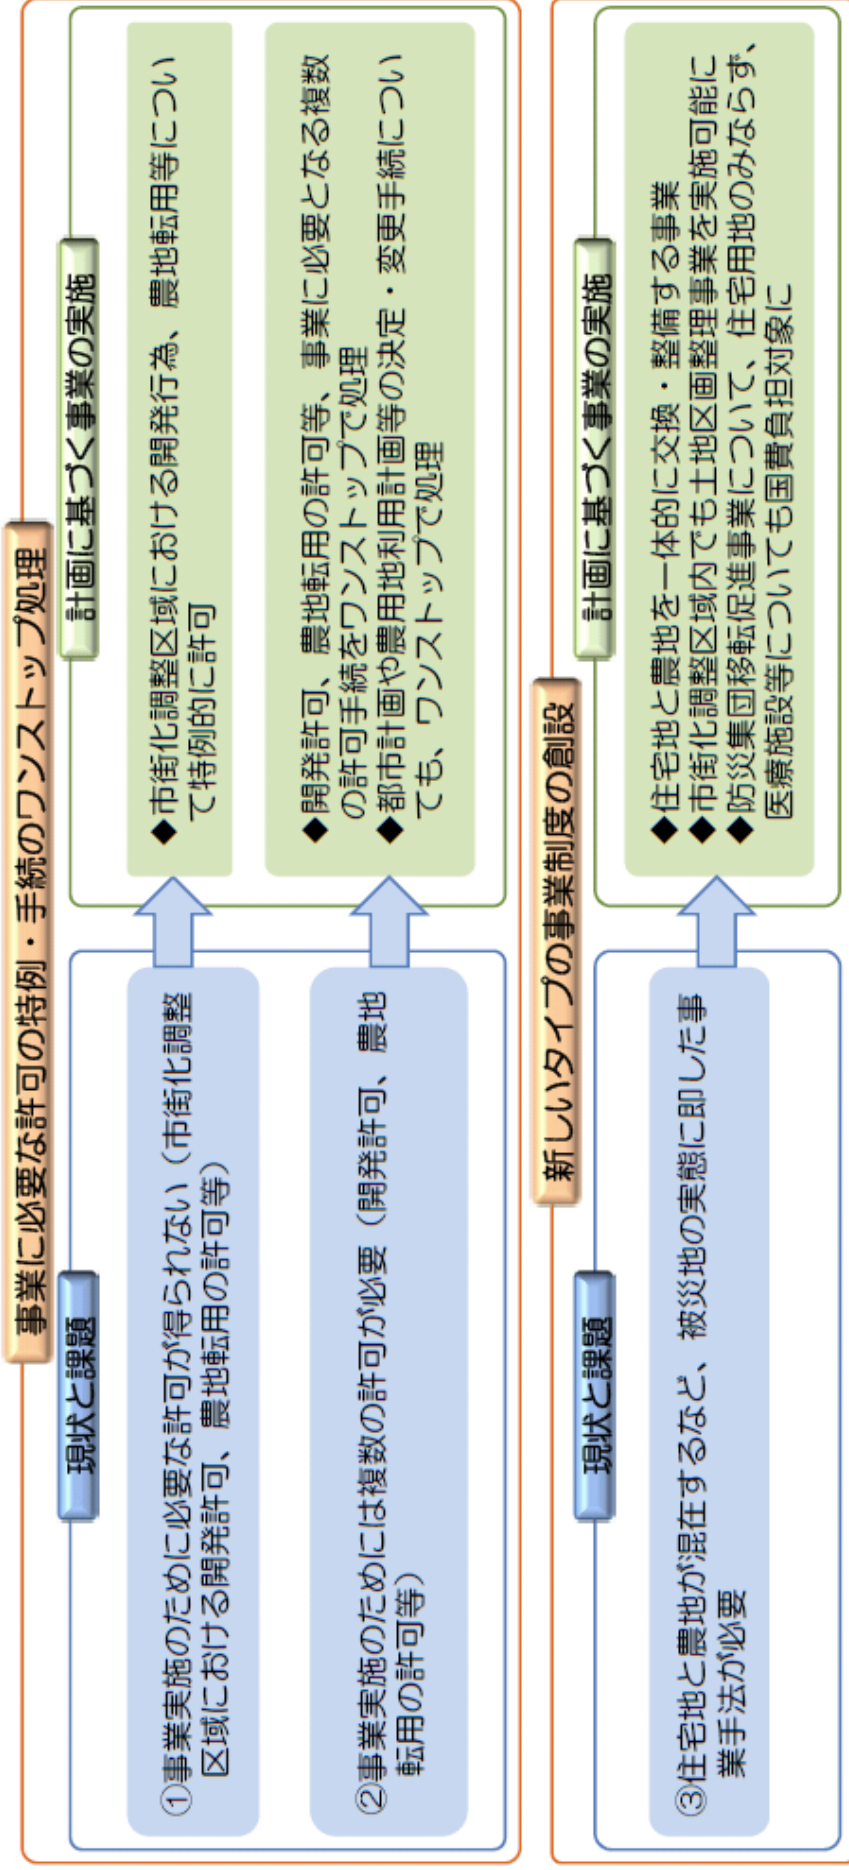 事業に必要な許可の特例・手続のワンストップ処理
現状と課題
①事業実施のために必要な許可が得られない（市街化調整
区域における開発許可、農地転用の許可等）
②事業実施のためには複数の許可が必要（開発許可、農地
転用の許可等）
計画に基づく事業の実施
◆市街化調整区域における開発行為、農地転用等につい
て特例的に許可
◆開発許可、農地転用の許可等、事業に必要となる複数
の許可手続をワンストップで処理
◆都市計画や農用地利用計画等の決定・変更手続につい
ても、ワンストップで処理
新しいタイプの事業制度の創設
現状と課題
③住宅地と農地が混在するなど、被災地の実態に即した事
業手法が必要
計画に基づく事業の実施
◆住宅地と農地を一体的に交換・整備する事業
◆市街化調整区域内でも土地区画整理事業を実施可能に
◆防災集団移転促進事業について、住宅用地のみならず、
医療施設等についても国費負担対象に